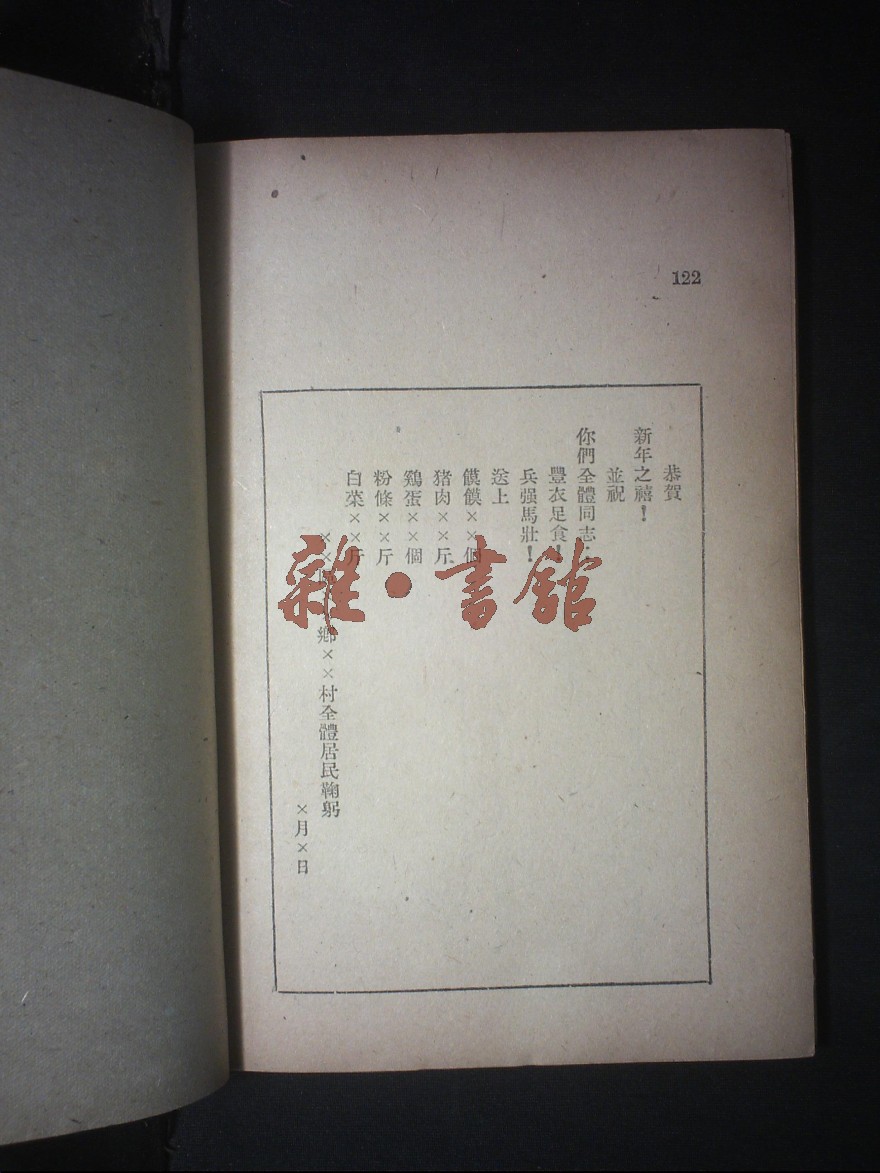 122
恭賀
新年之禧！
並祝
你們全體同志：
豐衣足食！
兵强馬壯！
送上
饃饃××個
猪肉××斤
鷄蛋××個
粉條××斤
白菜××斤
××鄉××村全體居民鞠躬
×月×日
雜·書館